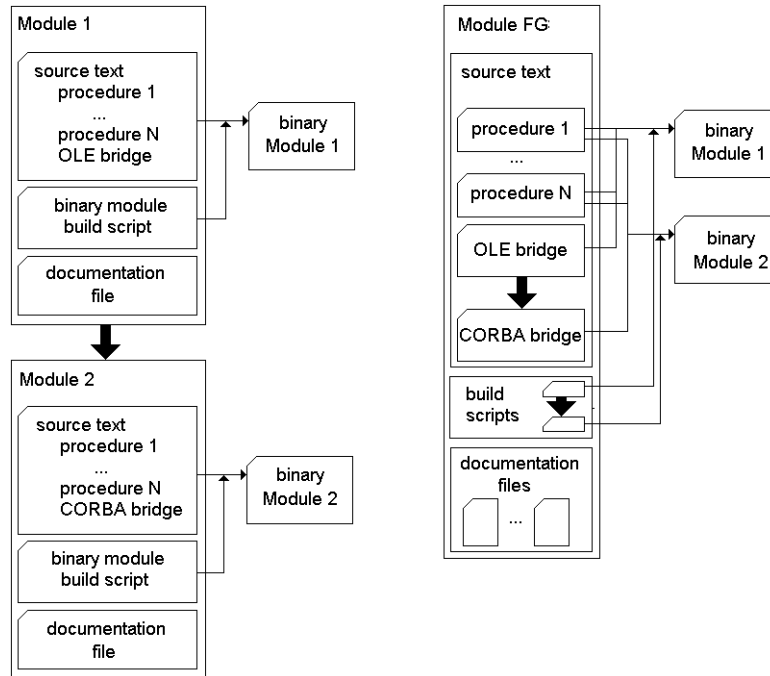 Module 1
source text
procedure 1
...
procedure N
OLE bridge
binary
Module 1
binary module
build script
documentation
file
Module 2
source text
procedure 1
...
procedure N
CORBA bridge
binary
Module 2
binary module
build script
documentation
file
Module FG:
source text
procedure 1
...
procedure N
OLE bridge
CORBA bridge
build
scripts
documentation
files
...
binary
Module 1
binary
Module 2